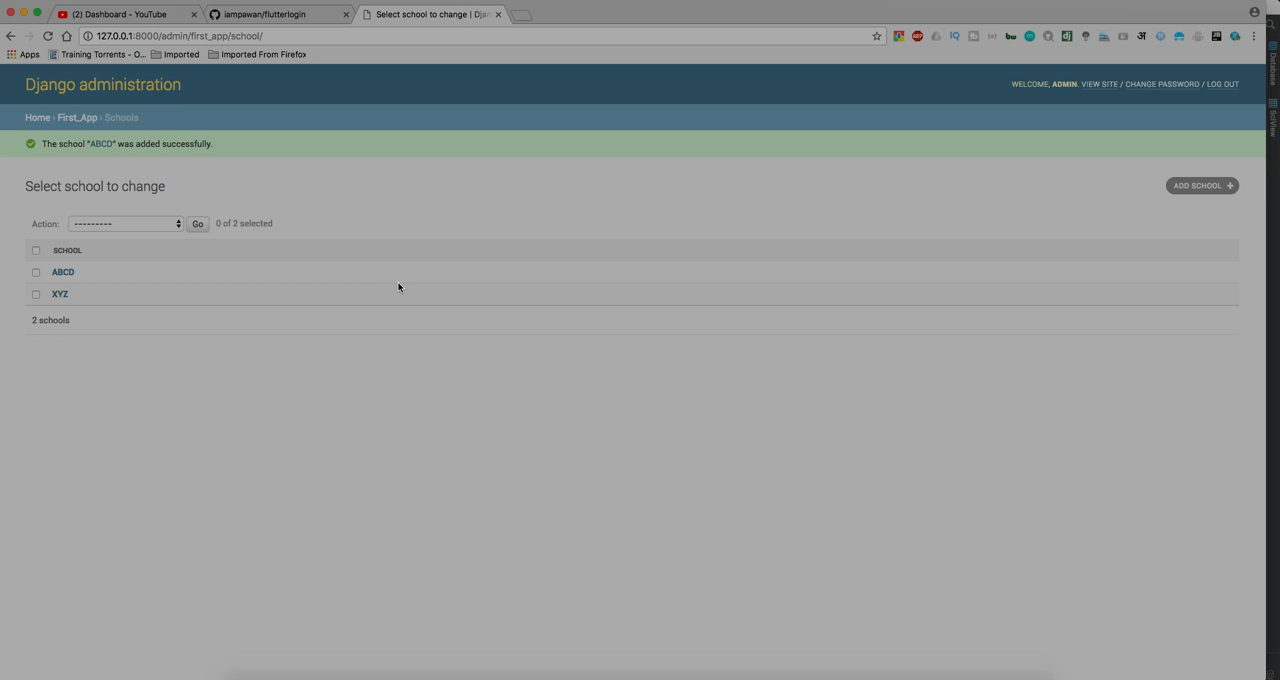 (2) Dashboard - YouTube
iampawan/flutterlogin
Select school to change | Djan
127.0.0.1:8000/admin/first_app/school/
Apps
Training Torrents - O...
Imported
Imported From Firefox
Django administration
WELCOME, ADMIN. VIEW SITE / CHANGE PASSWORD / LOG OUT
Home › First_App › Schools
The school "ABCD" was added successfully.
Select school to change
ADD SCHOOL +
Action: --------- Go 0 of 2 selected
SCHOOL
ABCD
XYZ
2 schools
Database
SciView